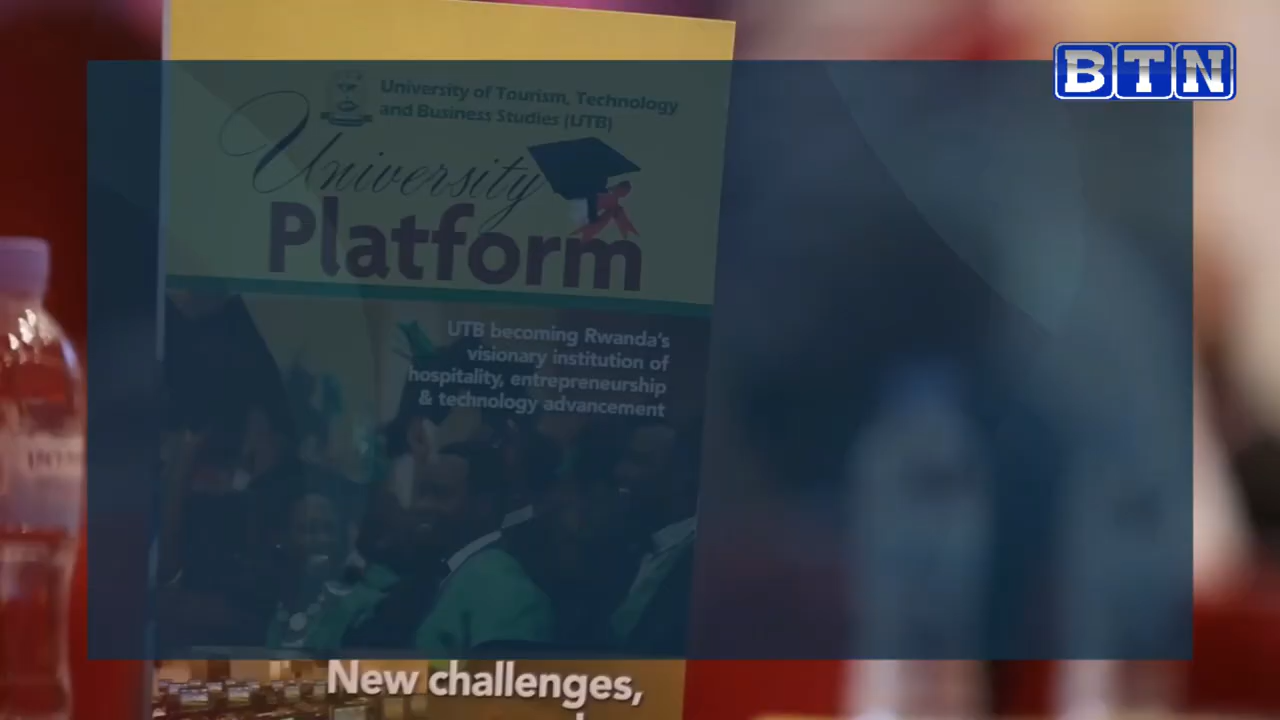 BTN
University of Tourism, Technology
and Business Studies (UTB)
University
Platform
UTB becoming Rwanda's
visionary institution of
hospitality, entrepreneurship
& technology advancement
New challenges,